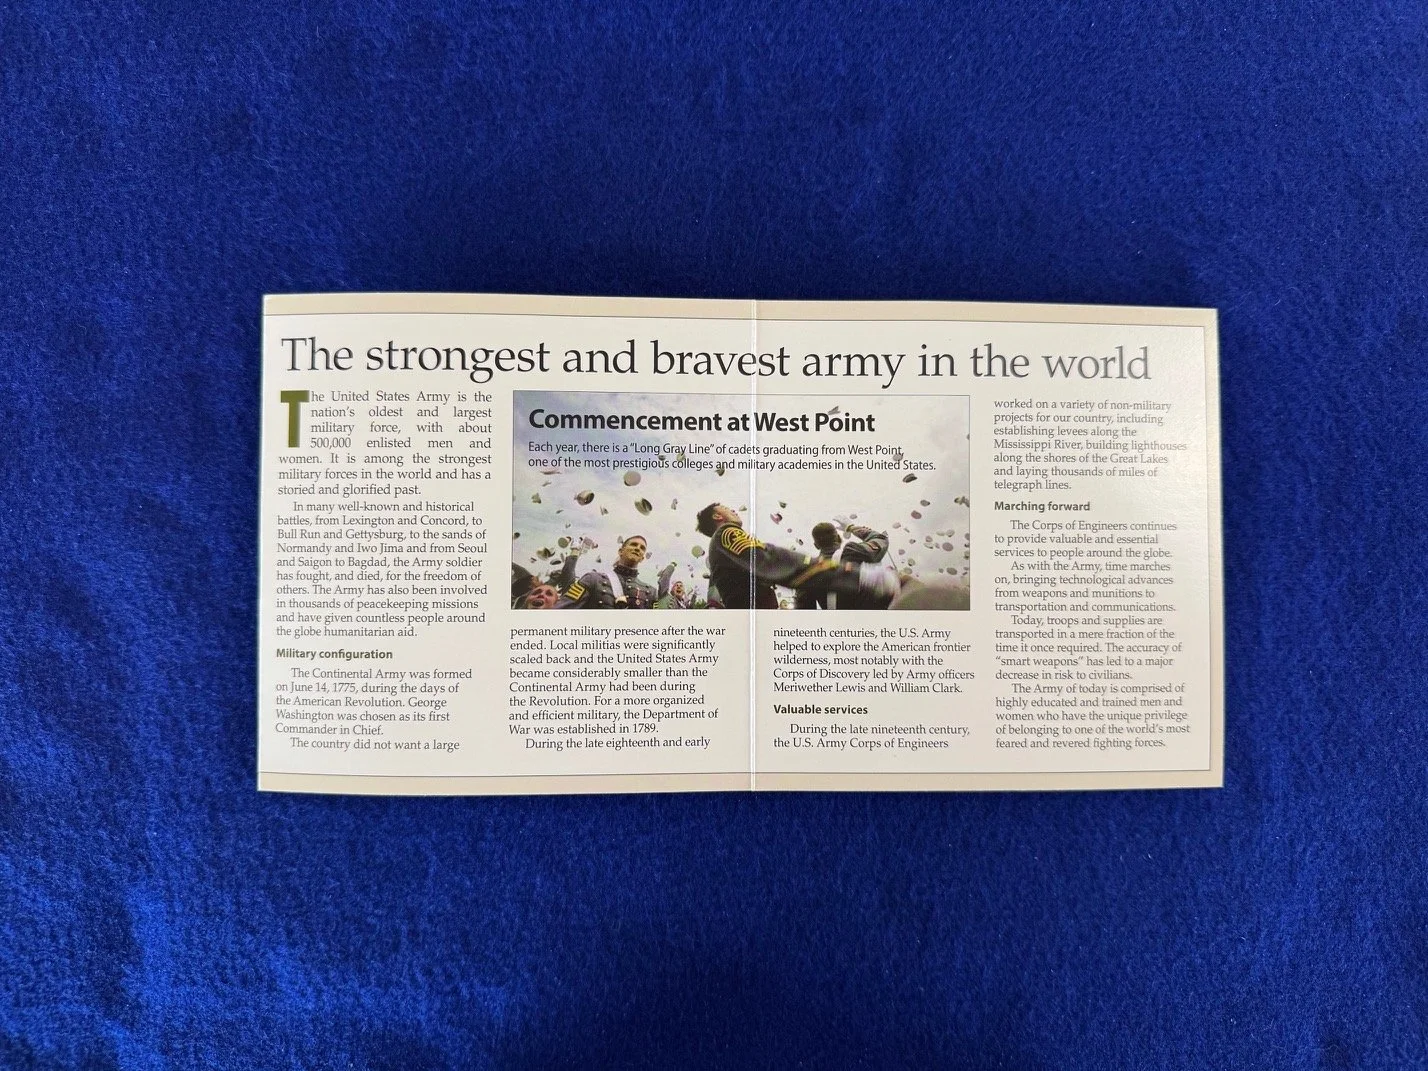 The strongest and bravest army in the world
The United States Army is the
nation's oldest and largest
military force, with about
500,000 enlisted men and
women. It is among the strongest
military forces in the world and has a
storied and glorified past.
In many well-known and historical
battles, from Lexington and Concord, to
Bull Run and Gettysburg, to the sands of
Normandy and Iwo Jima and from Seoul
and Saigon to Bagdad, the Army soldier
has fought, and died, for the freedom of
others. The Army has also been involved
in thousands of peacekeeping missions
and have given countless people around
the globe humanitarian aid.
Military configuration
The Continental Army was formed
on June 14, 1775, during the days of
the American Revolution. George
Washington was chosen as its first
Commander in Chief.
The country did not want a large
Commencement at West Point
Each year, there is a "Long Gray Line" of cadets graduating from West Point,
one of the most prestigious colleges and military academies in the United States.
permanent military presence after the war
ended. Local militias were significantly
scaled back and the United States Army
became considerably smaller than the
Continental Army had been during
the Revolution. For a more organized
and efficient military, the Department of
War was established in 1789.
During the late eighteenth and early
nineteenth centuries, the U.S. Army
helped to explore the American frontier
wilderness, most notably with the
Corps of Discovery led by Army officers
Meriwether Lewis and William Clark.
Valuable services
During the late nineteenth century,
the U.S. Army Corps of Engineers
worked on a variety of non-military
projects for our country, including
establishing levees along the
Mississippi River, building lighthouses
along the shores of the Great Lakes
and laying thousands of miles of
telegraph lines.
Marching forward
The Corps of Engineers continues
to provide valuable and essential
services to people around the globe.
As with the Army, time marches
on, bringing technological advances
from weapons and munitions to
transportation and communications.
Today, troops and supplies are
transported in a mere fraction of the
time it once required. The accuracy of
"smart weapons" has led to a major
decrease in risk to civilians.
The Army of today is comprised of
highly educated and trained men and
women who have the unique privilege
of belonging to one of the world's most
feared and revered fighting forces.